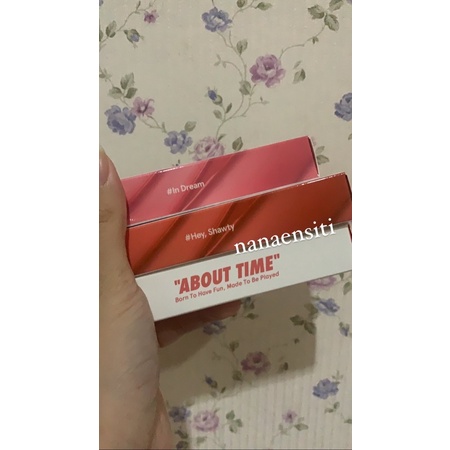 #In Dream
#Hey, Shawty
nanaensiti
"ABOUT TIME"
Born To Have Fun, Made To Be Played